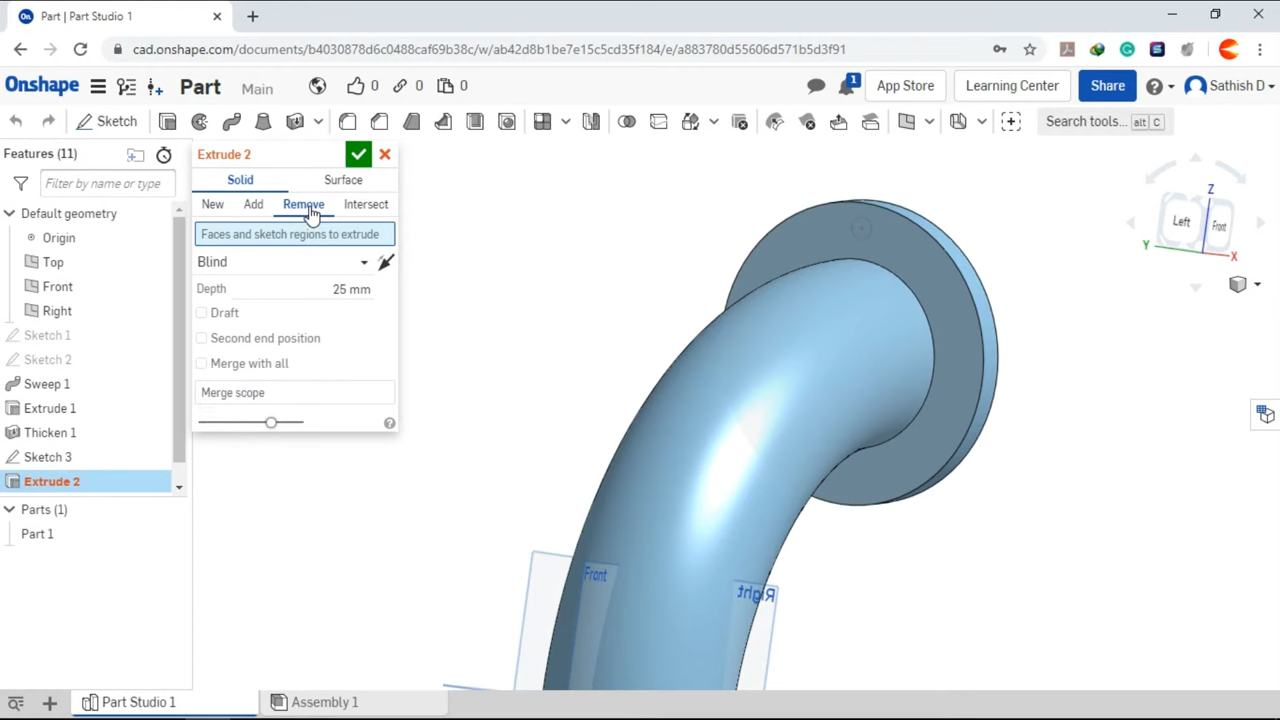 On Part | Part Studio 1
cad.onshape.com/documents/b4030878d6c0488caf69b38c/w/ab42d8b1be7e15c5cd35f184/e/a883780d55606d571b5d3f91
Onshape Part Main 0 0 0 1 App Store Learning Center Share Sathish D
Sketch Search tools... alt C
Features (11)
Filter by name or type
Default geometry
Origin
Top
Front
Right
Sketch 1
Sketch 2
Sweep 1
Extrude 1
Thicken 1
Sketch 3
Extrude 2
Parts (1)
Part 1
Extrude 2
Solid Surface
New Add Remove Intersect
Faces and sketch regions to extrude
Blind
Depth 25 mm
Draft
Second end position
Merge with all
Merge scope
Front
Right
Z
Left Front
Y X
Part Studio 1 Assembly 1